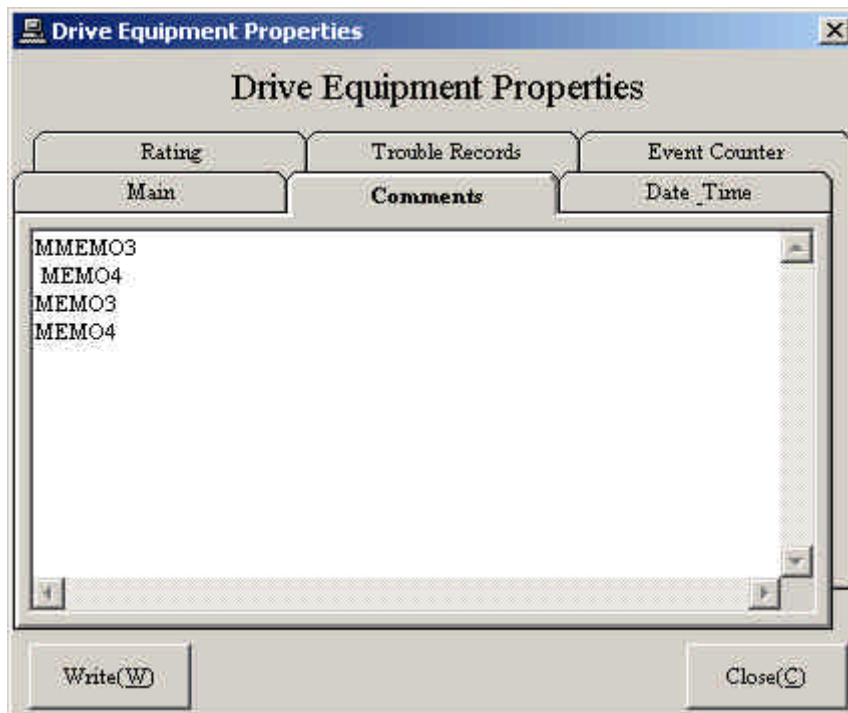 Drive Equipment Properties
Drive Equipment Properties
Rating Trouble Records Event Counter
Main Comments Date_Time
MMEMO3
MEMO4
MEMO3
MEMO4
Write(W) Close(C)